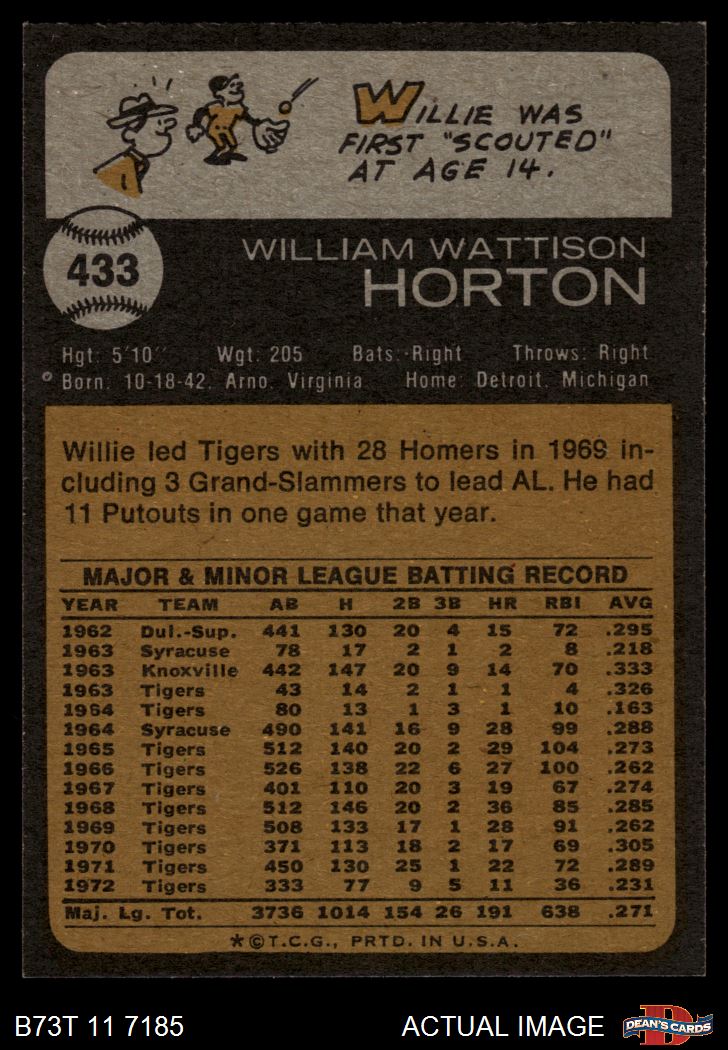 WILLIE WAS
FIRST "SCOUTED"
AT AGE 14.
433
WILLIAM WATTISON
HORTON
Hgt: 5'10" Wgt: 205 Bats: Right Throws: Right
Born: 10-18-42, Arno, Virginia Home: Detroit, Michigan
Willie led Tigers with 28 Homers in 1969 in-
cluding 3 Grand-Slammers to lead AL. He had
11 Putouts in one game that year.
MAJOR & MINOR LEAGUE BATTING RECORD
YEAR TEAM AB H 2B 3B HR RBI AVG
1962 Dul.-Sup. 441 130 20 4 15 72 .295
1963 Syracuse 78 17 2 1 2 8 .218
1963 Knoxville 442 147 20 9 14 70 .333
1963 Tigers 43 14 2 1 1 4 .326
1964 Tigers 80 13 1 3 1 10 .163
1964 Syracuse 490 141 16 9 28 99 .288
1965 Tigers 512 140 20 2 29 104 .273
1966 Tigers 526 138 22 6 27 100 .262
1967 Tigers 401 110 20 3 19 67 .274
1968 Tigers 512 146 20 2 36 85 .285
1969 Tigers 508 133 17 1 28 91 .262
1970 Tigers 371 113 18 2 17 69 .305
1971 Tigers 450 130 25 1 22 72 .289
1972 Tigers 333 77 9 5 11 36 .231
Maj. Lg. Tot. 3736 1014 154 26 191 638 .271
*©T.C.G., PRTD. IN U.S.A.
B73T 11 7185 ACTUAL IMAGE D DEAN'S CARDS